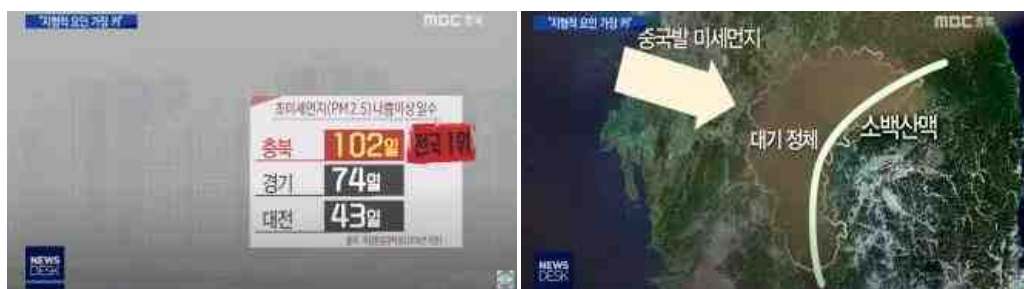 "지형적 요인 가장 커"
MBC 충북
초미세먼지(PM2.5) 나쁨 이상 일수
충북 102일 전국 1위
경기 74일
대전 43일
NEWS
DESK
"지형적 요인 가장 커"
MBC 충북
중국발 미세먼지
대기 정체
소백산맥
NEWS
DESK